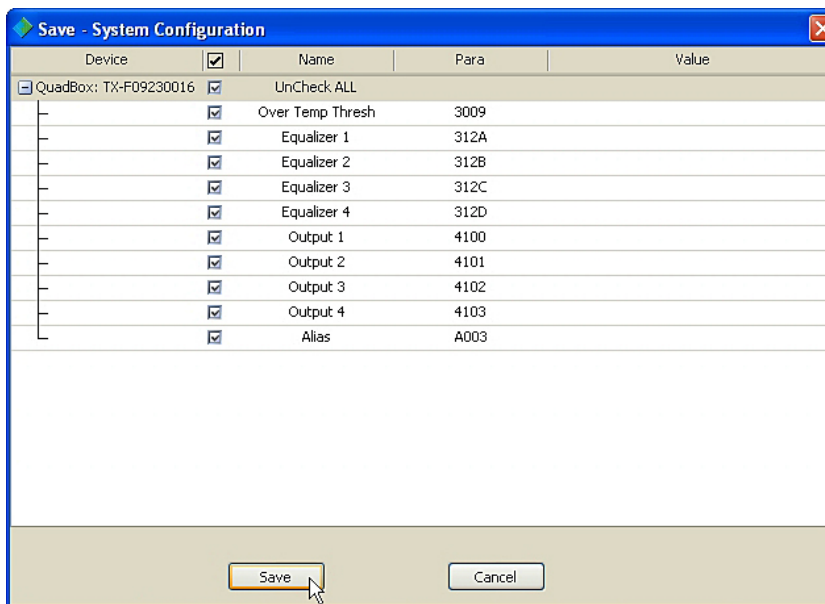 Save - System Configuration
Device Name Para Value
QuadBox: TX-F09230016 UnCheck ALL
Over Temp Thresh 3009
Equalizer 1 312A
Equalizer 2 312B
Equalizer 3 312C
Equalizer 4 312D
Output 1 4100
Output 2 4101
Output 3 4102
Output 4 4103
Alias A003
Save Cancel